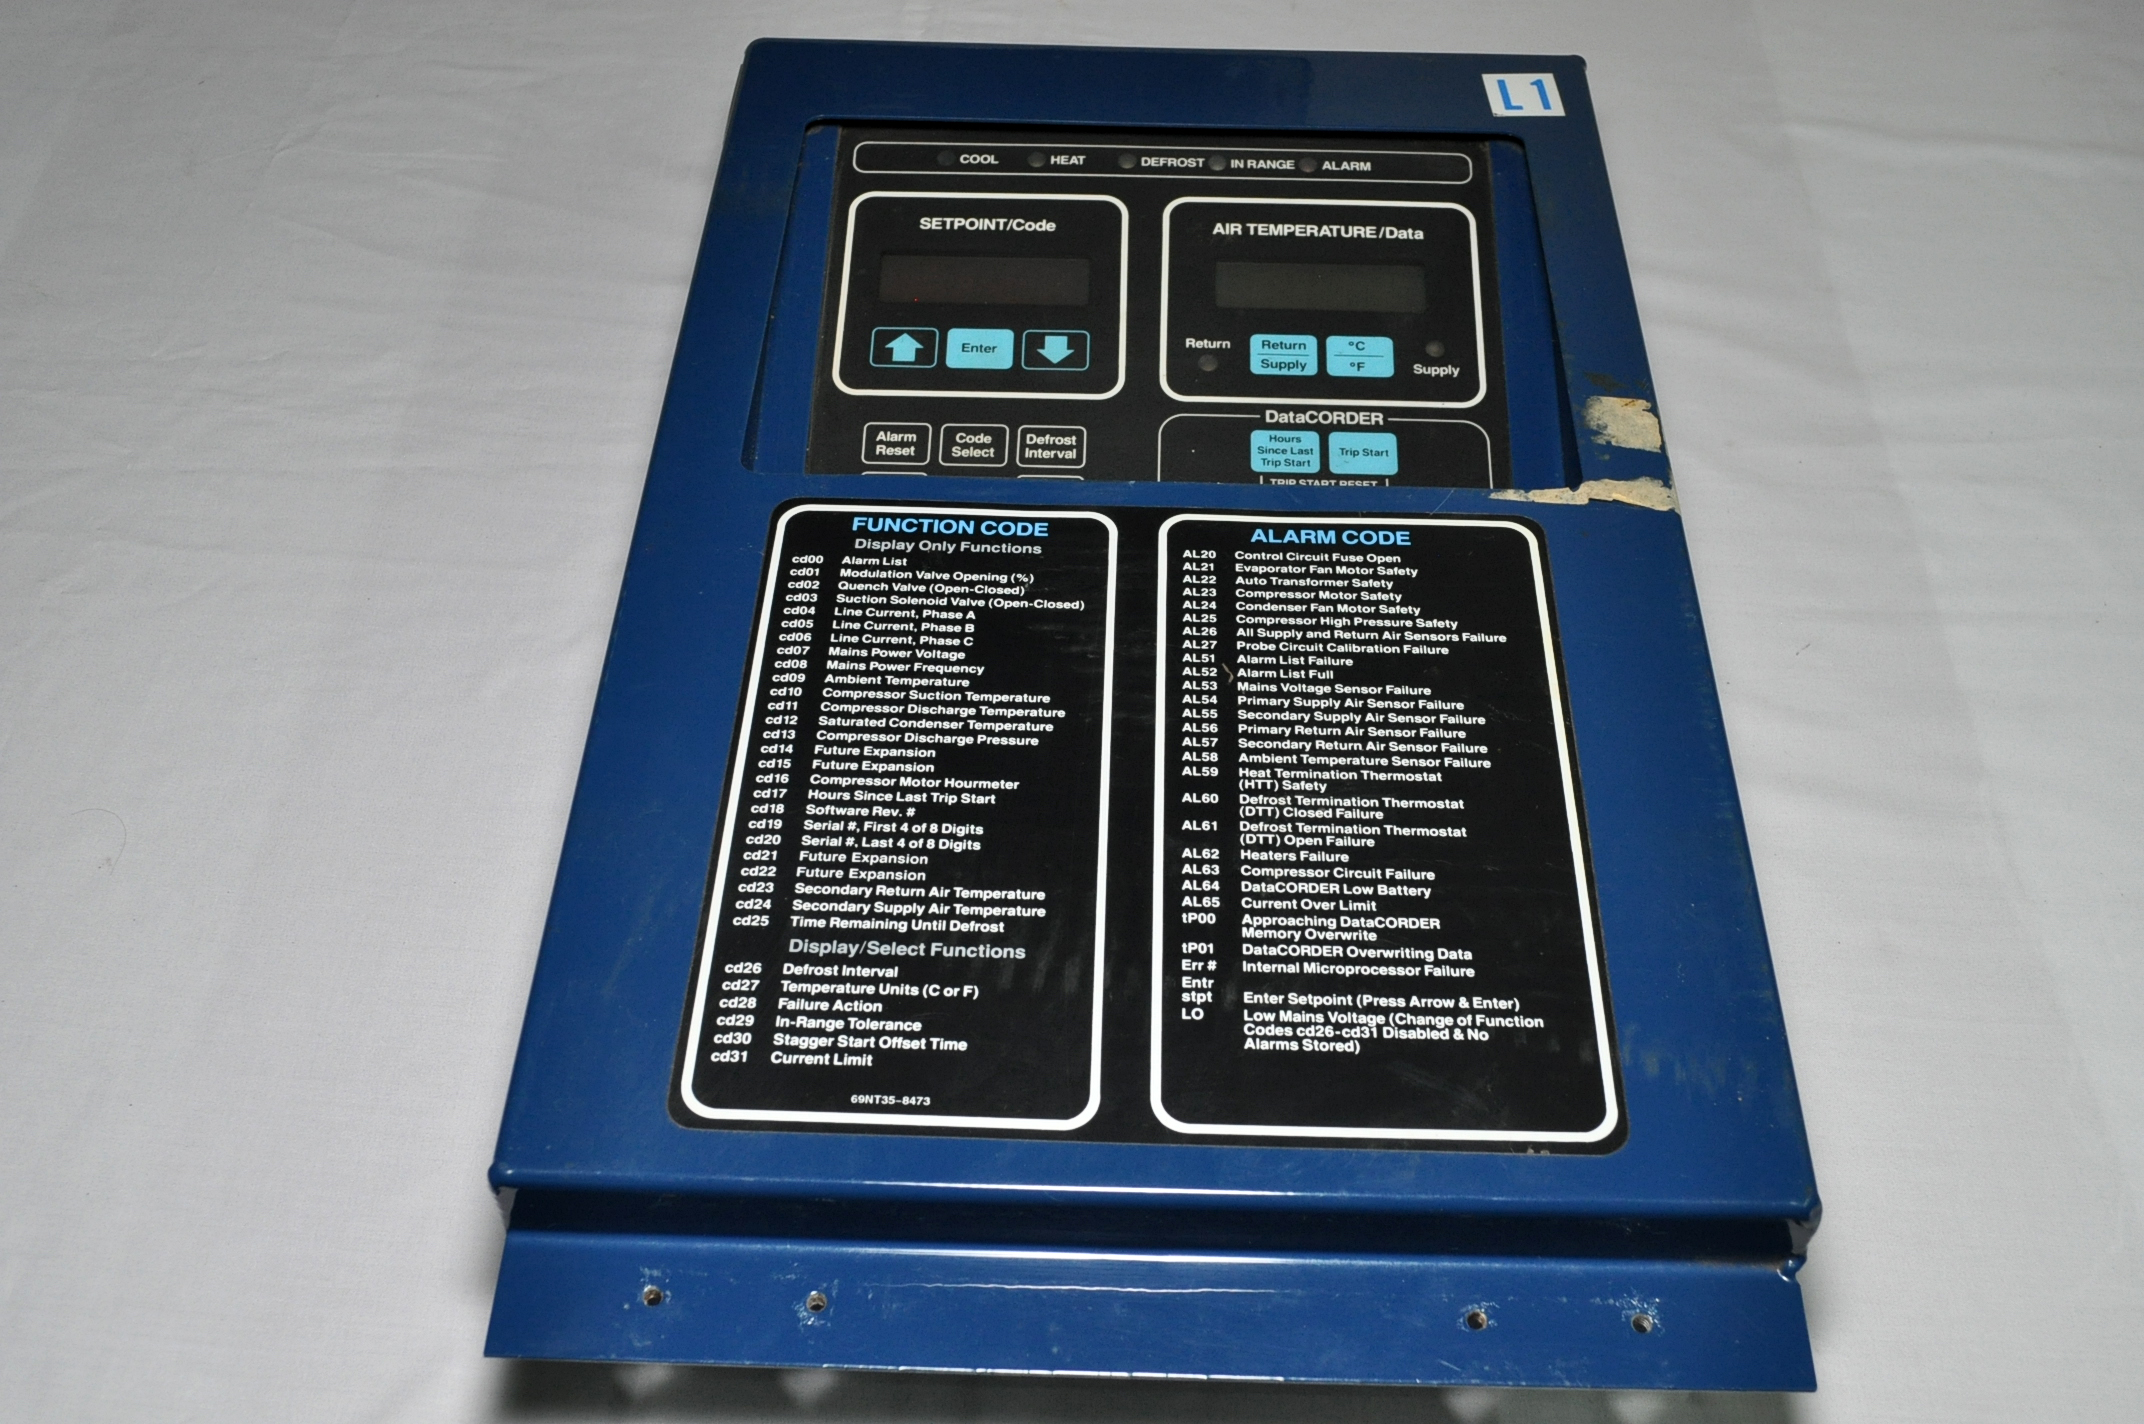 L1
COOL HEAT DEFROST IN RANGE ALARM
SETPOINT/Code
Enter
AIR TEMPERATURE/Data
Return
Return
Supply
°C
°F
Supply
Alarm
Reset
Code
Select
Defrost
Interval
DataCORDER
Hours
Since Last
Trip Start
Trip Start
TRIP START RESET
FUNCTION CODE
Display Only Functions
cd00 Alarm List
cd01 Modulation Valve Opening (%)
cd02 Quench Valve (Open-Closed)
cd03 Suction Solenoid Valve (Open-Closed)
cd04 Line Current, Phase A
cd05 Line Current, Phase B
cd06 Line Current, Phase C
cd07 Mains Power Voltage
cd08 Mains Power Frequency
cd09 Ambient Temperature
cd10 Compressor Suction Temperature
cd11 Compressor Discharge Temperature
cd12 Saturated Condenser Temperature
cd13 Compressor Discharge Pressure
cd14 Future Expansion
cd15 Future Expansion
cd16 Compressor Motor Hourmeter
cd17 Hours Since Last Trip Start
cd18 Software Rev. #
cd19 Serial #, First 4 of 8 Digits
cd20 Serial #, Last 4 of 8 Digits
cd21 Future Expansion
cd22 Future Expansion
cd23 Secondary Return Air Temperature
cd24 Secondary Supply Air Temperature
cd25 Time Remaining Until Defrost
Display/Select Functions
cd26 Defrost Interval
cd27 Temperature Units (C or F)
cd28 Failure Action
cd29 In-Range Tolerance
cd30 Stagger Start Offset Time
cd31 Current Limit
69NT35-8473
ALARM CODE
AL20 Control Circuit Fuse Open
AL21 Evaporator Fan Motor Safety
AL22 Auto Transformer Safety
AL23 Compressor Motor Safety
AL24 Condenser Fan Motor Safety
AL25 Compressor High Pressure Safety
AL26 All Supply and Return Air Sensors Failure
AL27 Probe Circuit Calibration Failure
AL51 Alarm List Failure
AL52 Alarm List Full
AL53 Mains Voltage Sensor Failure
AL54 Primary Supply Air Sensor Failure
AL55 Secondary Supply Air Sensor Failure
AL56 Primary Return Air Sensor Failure
AL57 Secondary Return Air Sensor Failure
AL58 Ambient Temperature Sensor Failure
AL59 Heat Termination Thermostat
(HTT) Safety
AL60 Defrost Termination Thermostat
(DTT) Closed Failure
AL61 Defrost Termination Thermostat
(DTT) Open Failure
AL62 Heaters Failure
AL63 Compressor Circuit Failure
AL64 DataCORDER Low Battery
AL65 Current Over Limit
tP00 Approaching DataCORDER
Memory Overwrite
tP01 DataCORDER Overwriting Data
Err # Internal Microprocessor Failure
Entr
stpt Enter Setpoint (Press Arrow & Enter)
LO Low Mains Voltage (Change of Function
Codes cd26-cd31 Disabled & No
Alarms Stored)